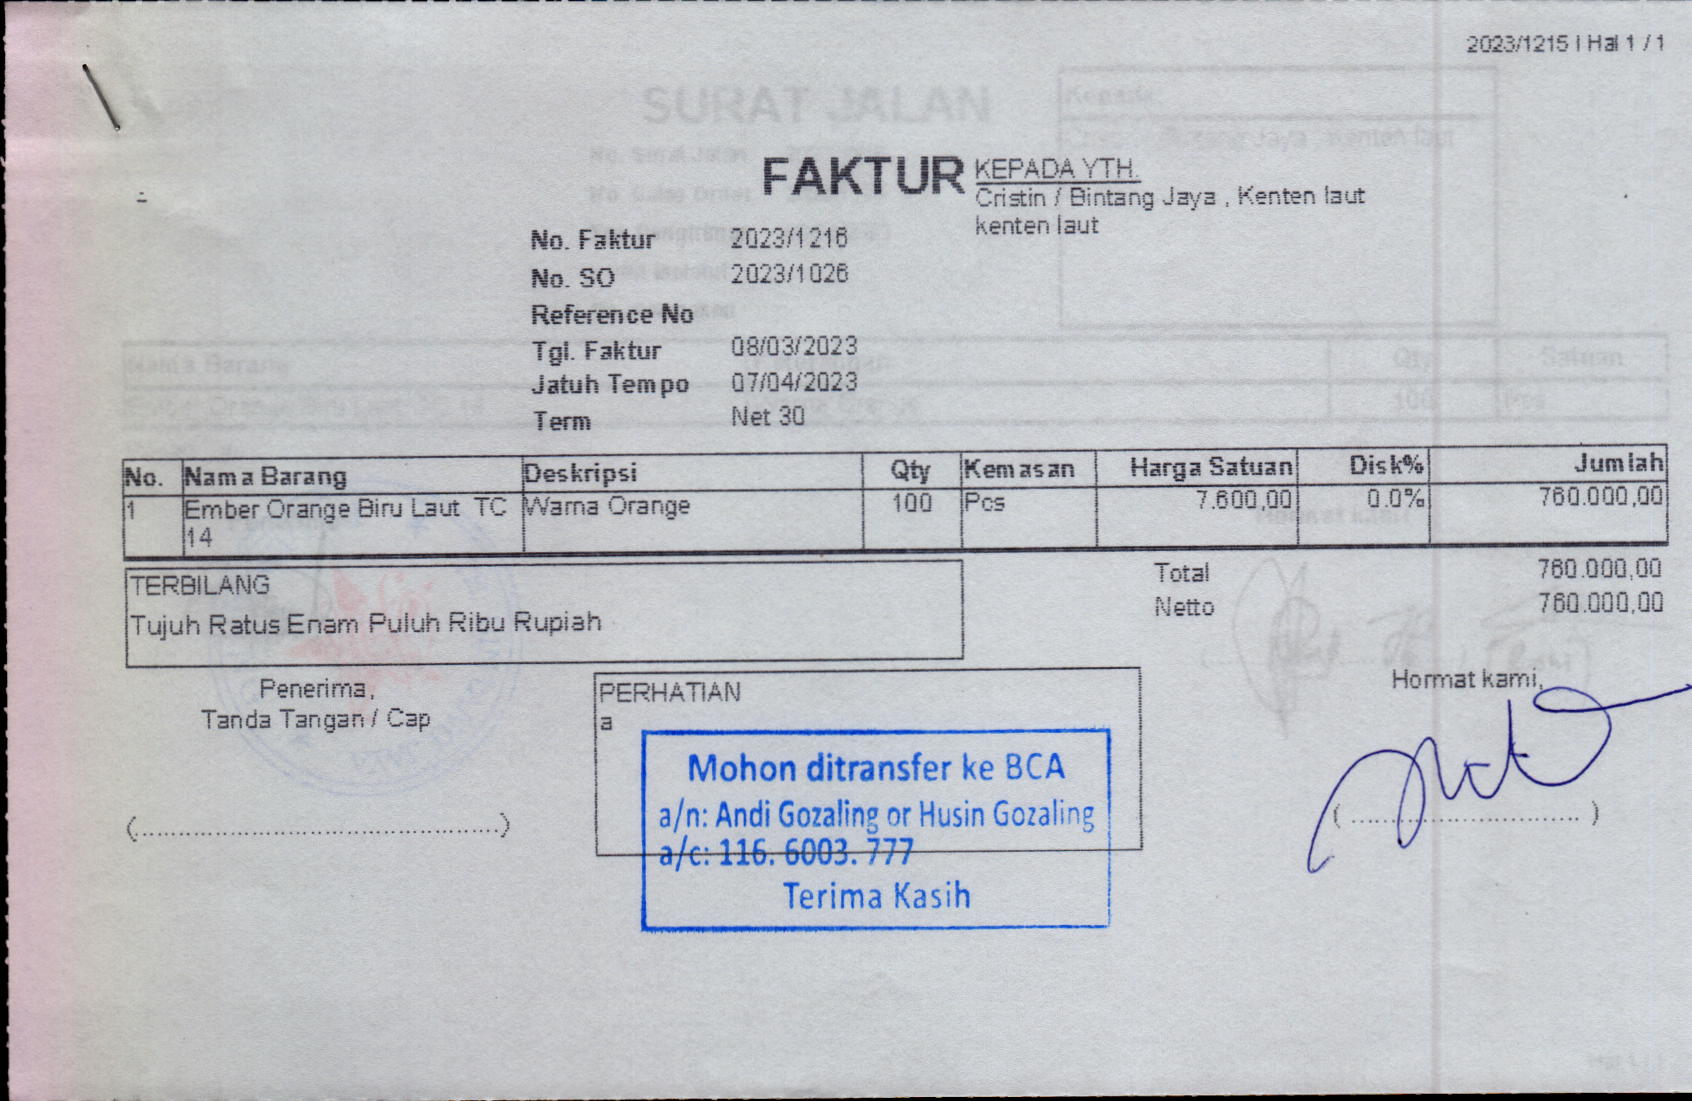 2023/1215 | Hal 1 / 1
SURAT JALAN
FAKTUR
KEPADA YTH.
Cristin / Bintang Jaya , Kenten laut
kenten laut
No. Faktur 2023/1216
No. SO 2023/1026
Reference No
Tgl. Faktur 08/03/2023
Jatuh Tempo 07/04/2023
Term Net 30
No. Nama Barang Deskripsi Qty Kemasan Harga Satuan Disk% Jumlah
1 Ember Orange Biru Laut TC 14 Warna Orange 100 Pcs 7.600,00 0.0% 760.000,00
TERBILANG
Tujuh Ratus Enam Puluh Ribu Rupiah
Total 760.000,00
Netto 760.000,00
Penerima,
Tanda Tangan / Cap
PERHATIAN
a
Hormat kami,
Mohon ditransfer ke BCA
a/n: Andi Gozaling or Husin Gozaling
a/c: 116. 6003. 777
Terima Kasih